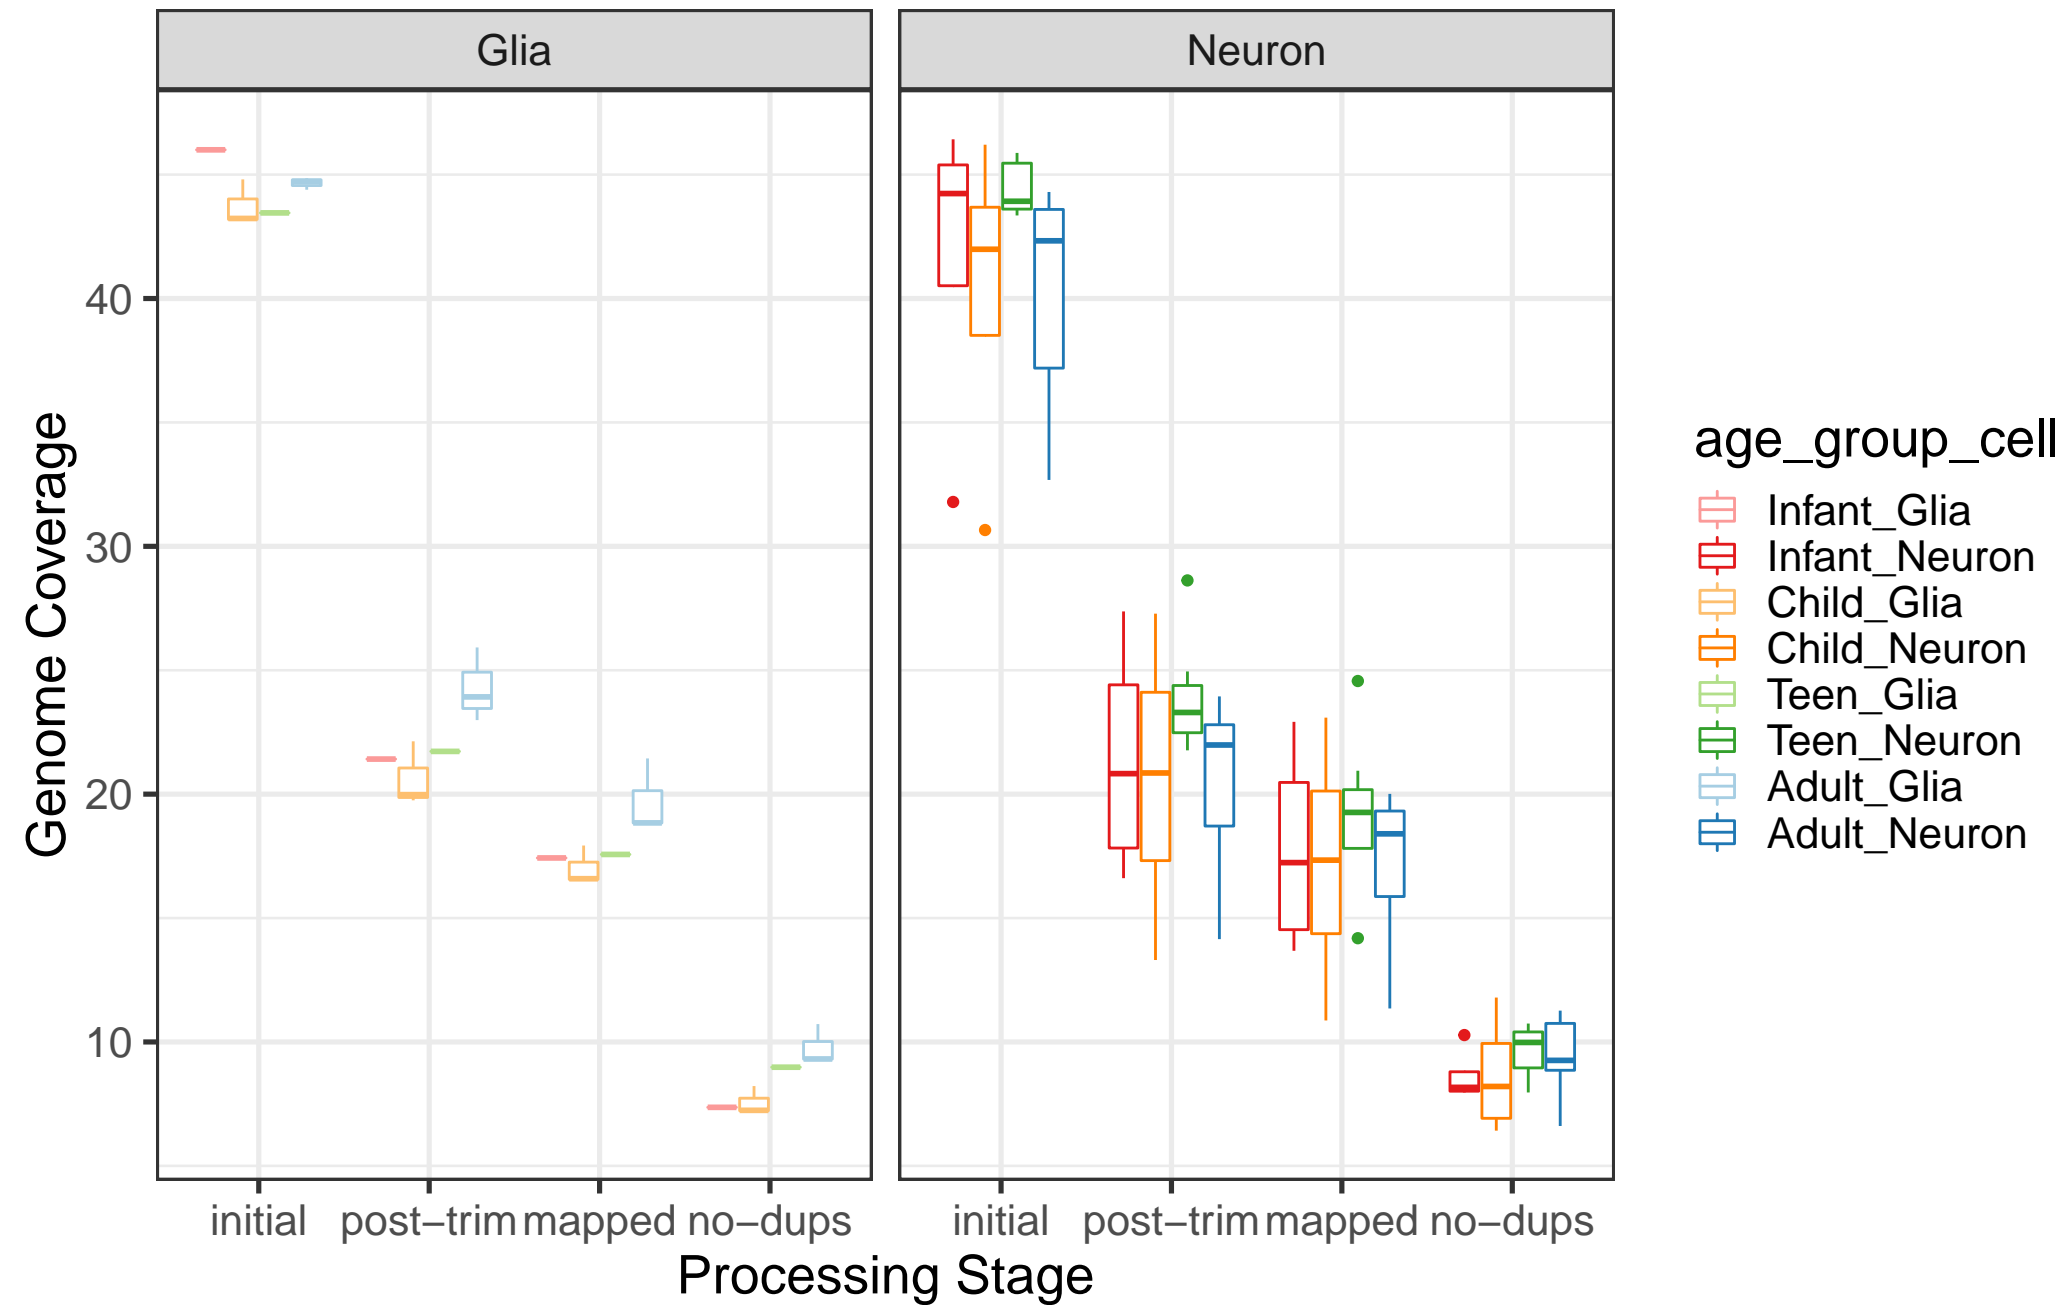 Glia
Neuron
40
30
20
10
Genome Coverage
initial post−trim mapped no−dups
initial post−trim mapped no−dups
Processing Stage
age_group_cell
Infant_Glia
Infant_Neuron
Child_Glia
Child_Neuron
Teen_Glia
Teen_Neuron
Adult_Glia
Adult_Neuron